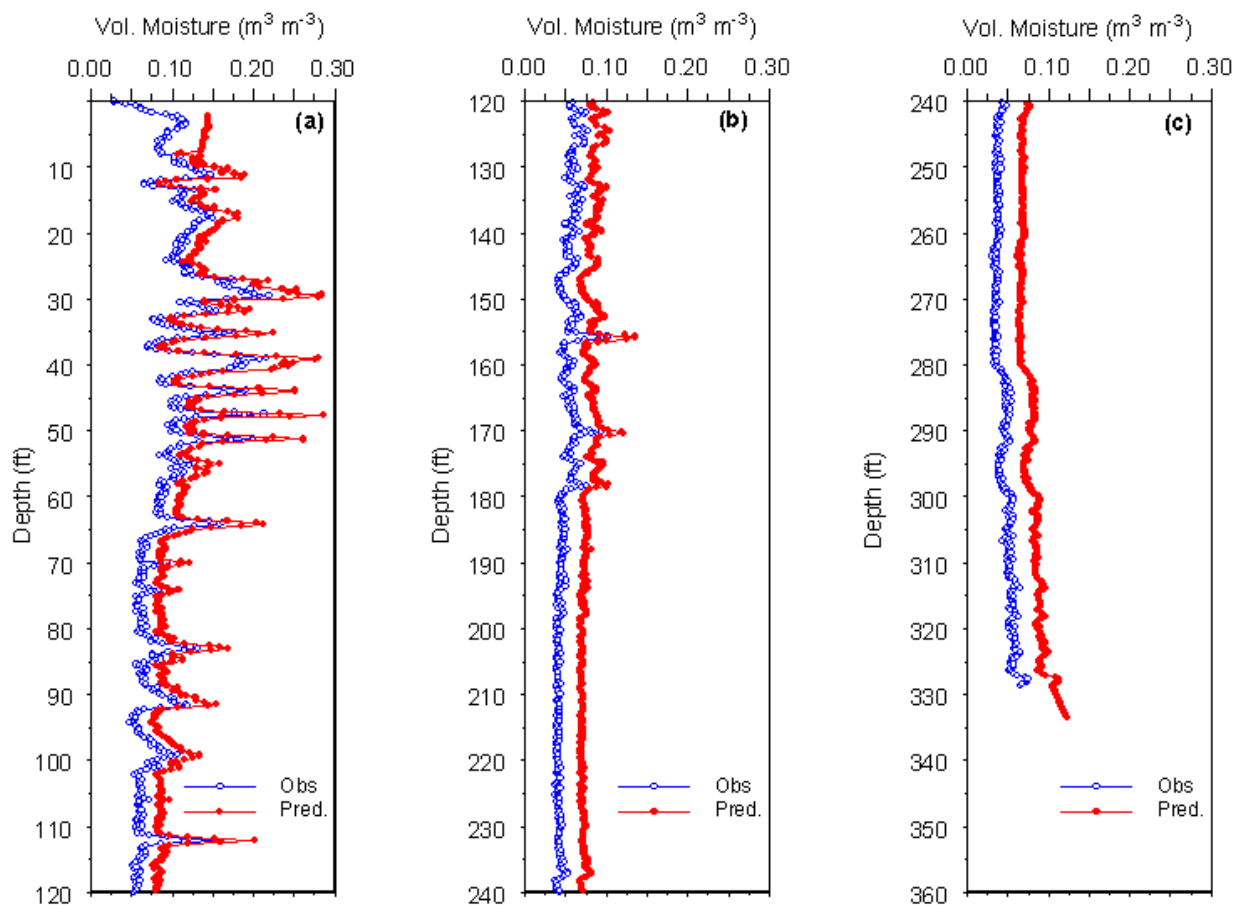 Vol. Moisture (m³ m⁻³)
0.00 0.10 0.20 0.30
(a)
10
20
30
40
50
60
70
80
90
100
110
120
Depth (ft)
Obs
Pred.
Vol. Moisture (m³ m⁻³)
0.00 0.10 0.20 0.30
(b)
120
130
140
150
160
170
180
190
200
210
220
230
240
Depth (ft)
Obs
Pred.
Vol. Moisture (m³ m⁻³)
0.00 0.10 0.20 0.30
(c)
240
250
260
270
280
290
300
310
320
330
340
350
360
Depth (ft)
Obs
Pred.